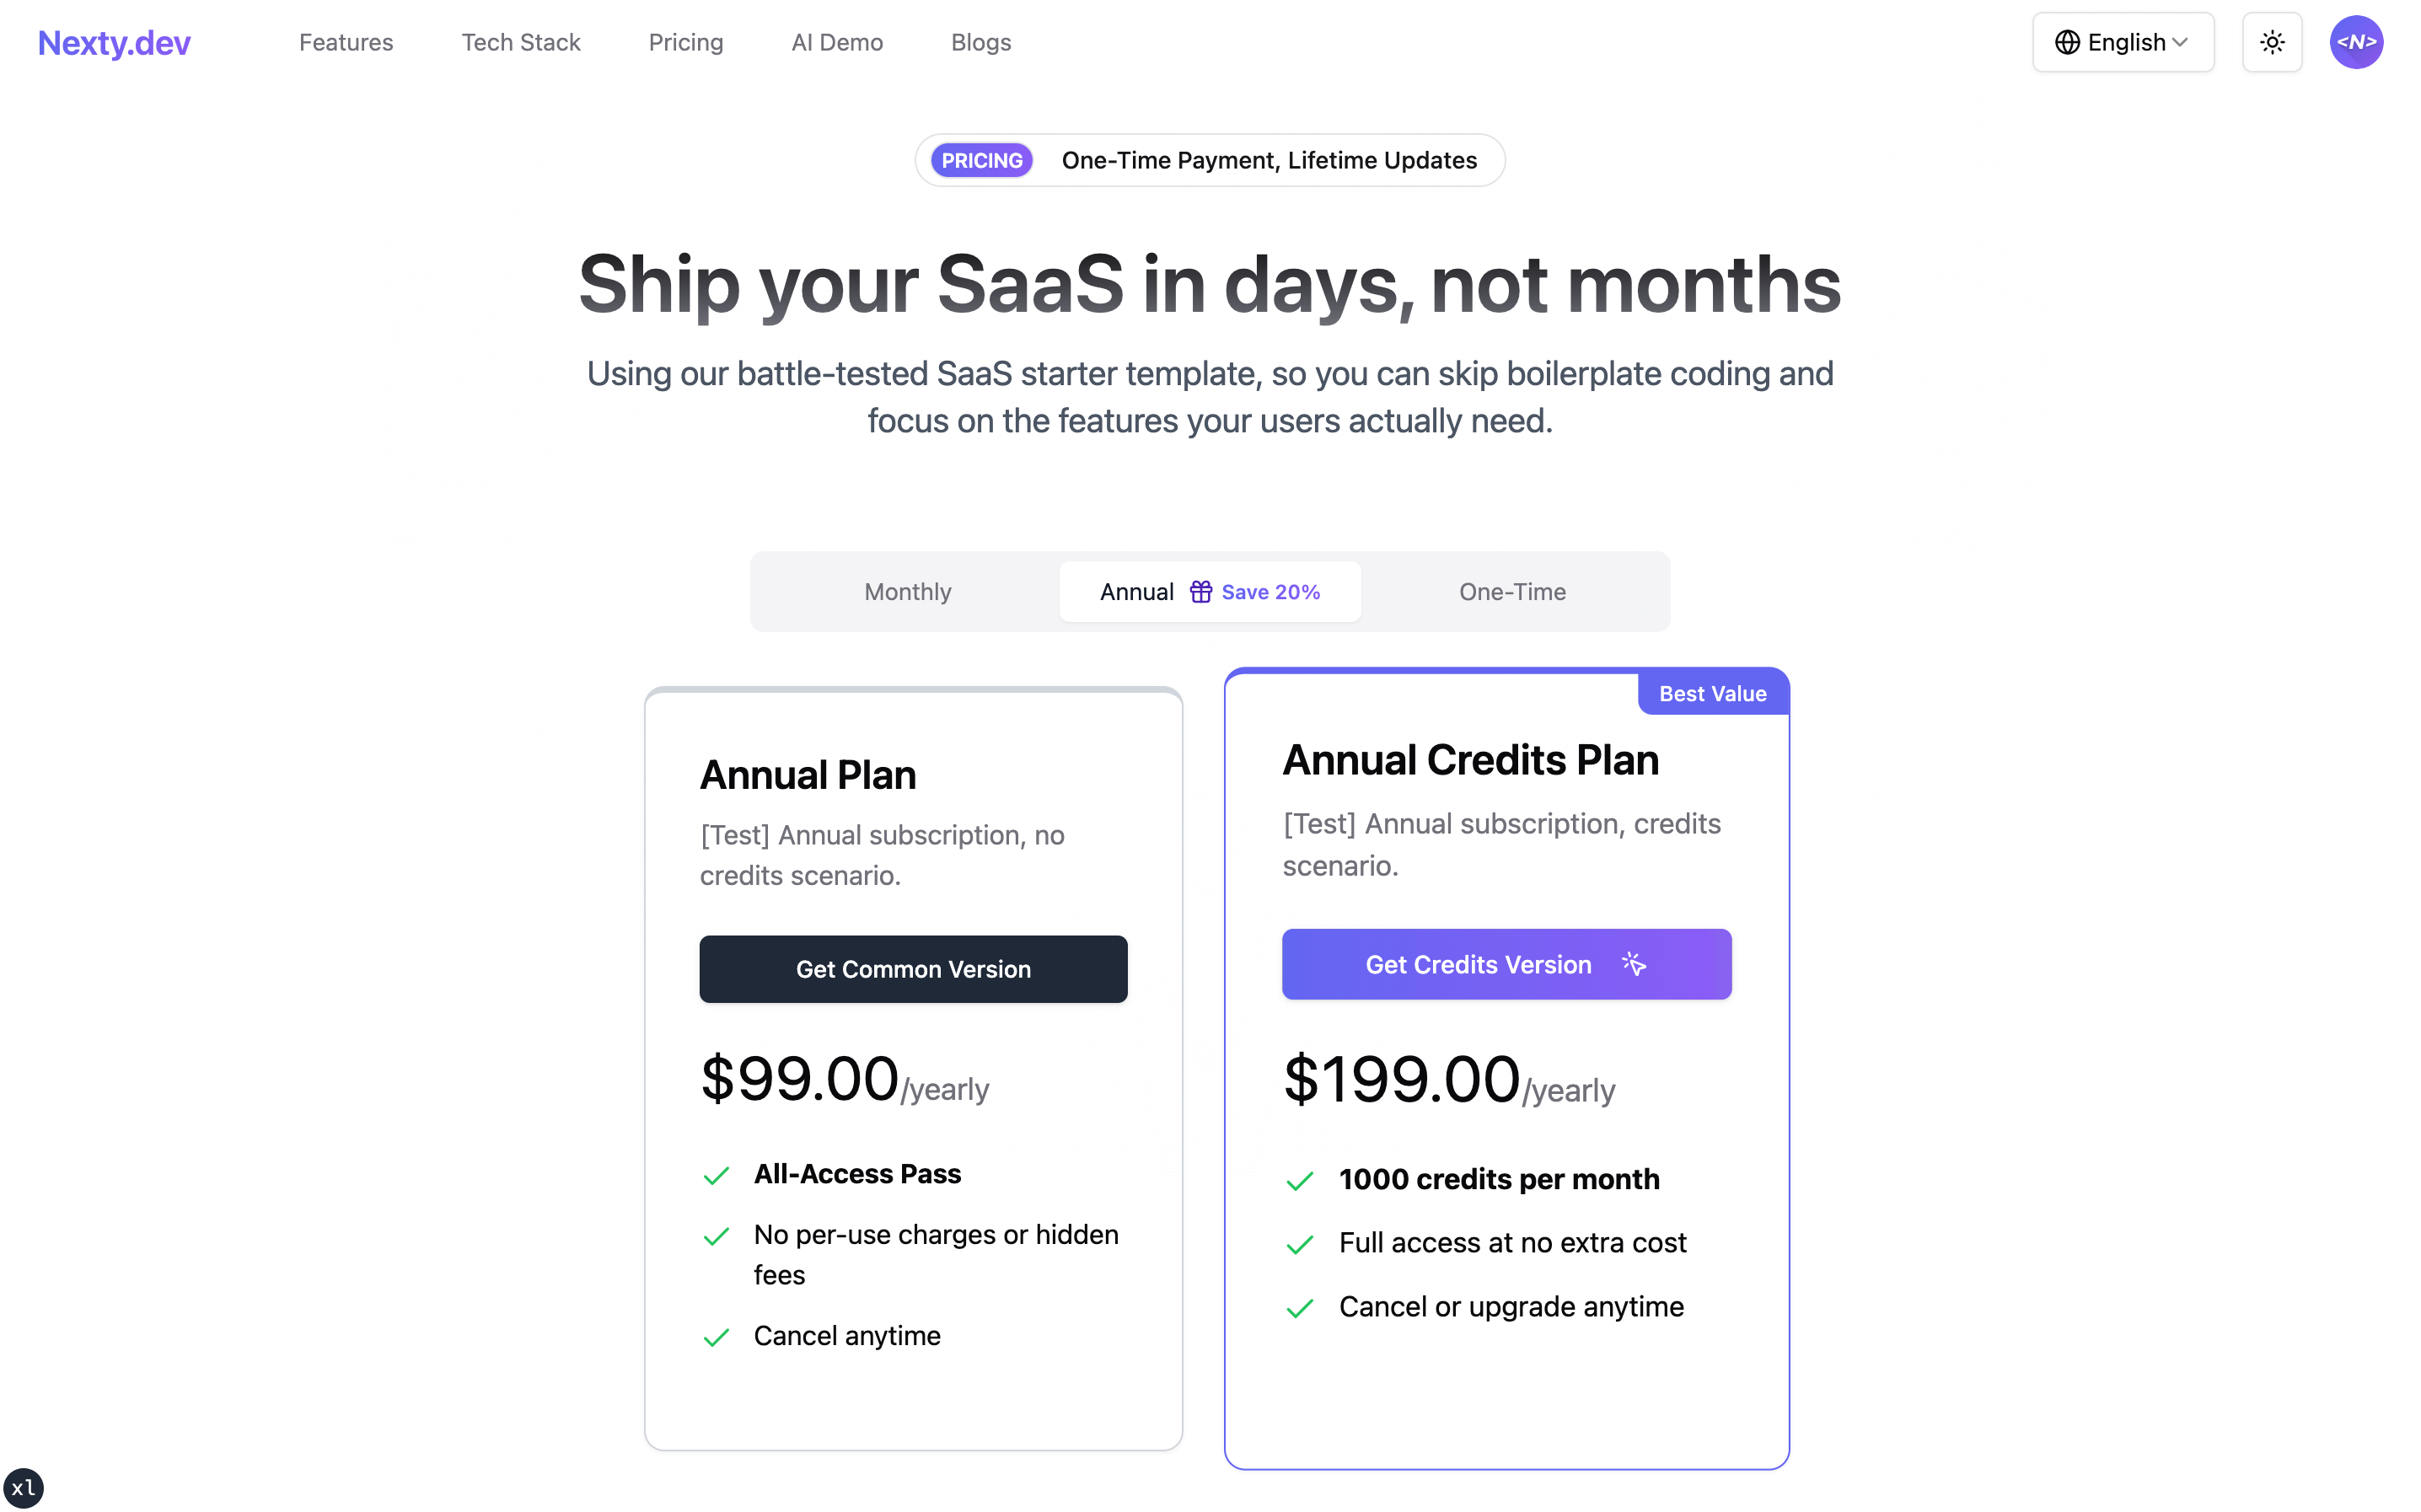 Nexty.dev
Features
Tech Stack
Pricing
AI Demo
Blogs
English
<N>
PRICING
One-Time Payment, Lifetime Updates
Ship your SaaS in days, not months
Using our battle-tested SaaS starter template, so you can skip boilerplate coding and
focus on the features your users actually need.
Monthly
Annual Save 20%
One-Time
Annual Plan
[Test] Annual subscription, no
credits scenario.
Get Common Version
$99.00/yearly
All-Access Pass
No per-use charges or hidden
fees
Cancel anytime
Best Value
Annual Credits Plan
[Test] Annual subscription, credits
scenario.
Get Credits Version
$199.00/yearly
1000 credits per month
Full access at no extra cost
Cancel or upgrade anytime
xl